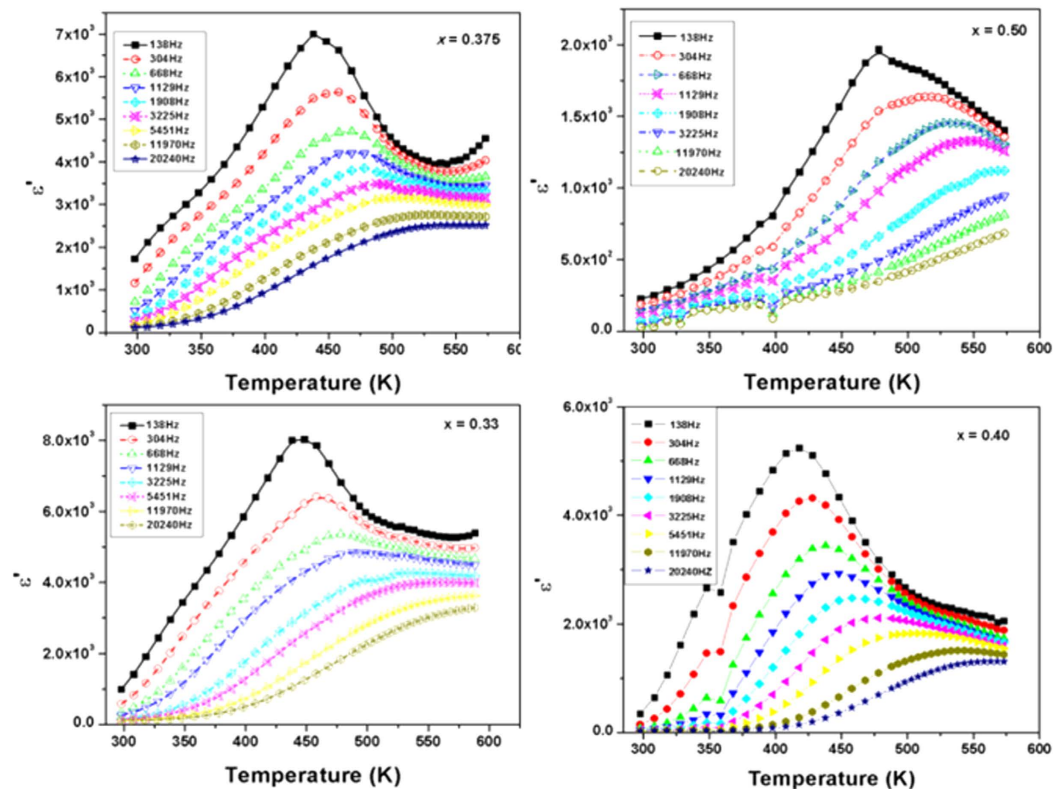 x = 0.375
138Hz
304Hz
668Hz
1129Hz
1908Hz
3225Hz
5451Hz
11970Hz
20240Hz
7x10³
6x10³
5x10³
4x10³
3x10³
2x10³
1x10³
0
ε'
300 350 400 450 500 550 60
Temperature (K)
x = 0.50
138Hz
304Hz
668Hz
1129Hz
1908Hz
3225Hz
11970Hz
20240Hz
2.0x10³
1.5x10³
1.0x10³
5.0x10²
0.0
ε'
300 350 400 450 500 550 600
Temperature (K)
x = 0.33
138Hz
304Hz
668Hz
1129Hz
3225Hz
5451Hz
11970Hz
20240Hz
8.0x10³
6.0x10³
4.0x10³
2.0x10³
0.0
ε'
300 350 400 450 500 550 600
Temperature (K)
x = 0.40
138Hz
304Hz
668Hz
1129Hz
1908Hz
3225Hz
5451Hz
11970Hz
20240HZ
6.0x10³
4.0x10³
2.0x10³
0.0
ε'
300 350 400 450 500 550 600
Temperature (K)